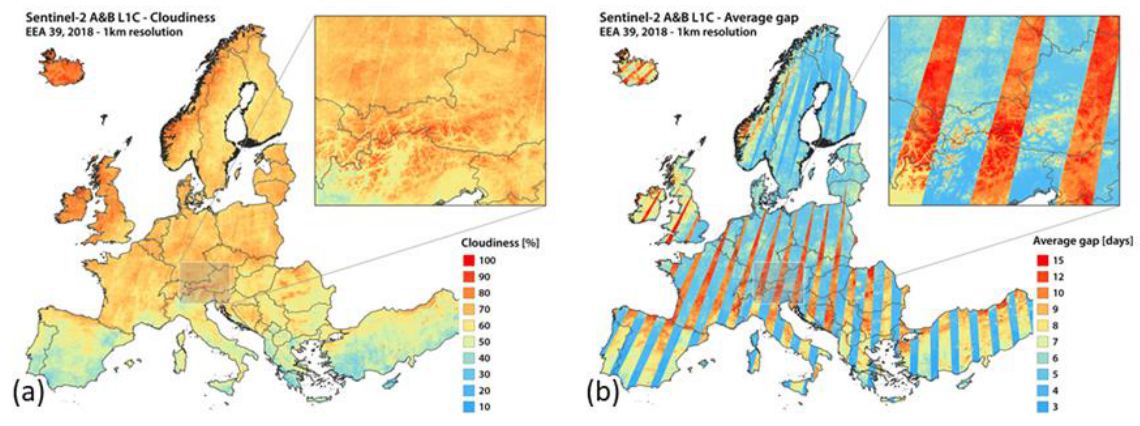 Sentinel-2 A&B L1C - Cloudiness
EEA 39, 2018 - 1km resolution
Cloudiness [%]
100
90
80
70
60
50
40
30
20
10
(a)
Sentinel-2 A&B L1C - Average gap
EEA 39, 2018 - 1km resolution
Average gap [days]
15
12
10
9
8
7
6
5
4
3
(b)